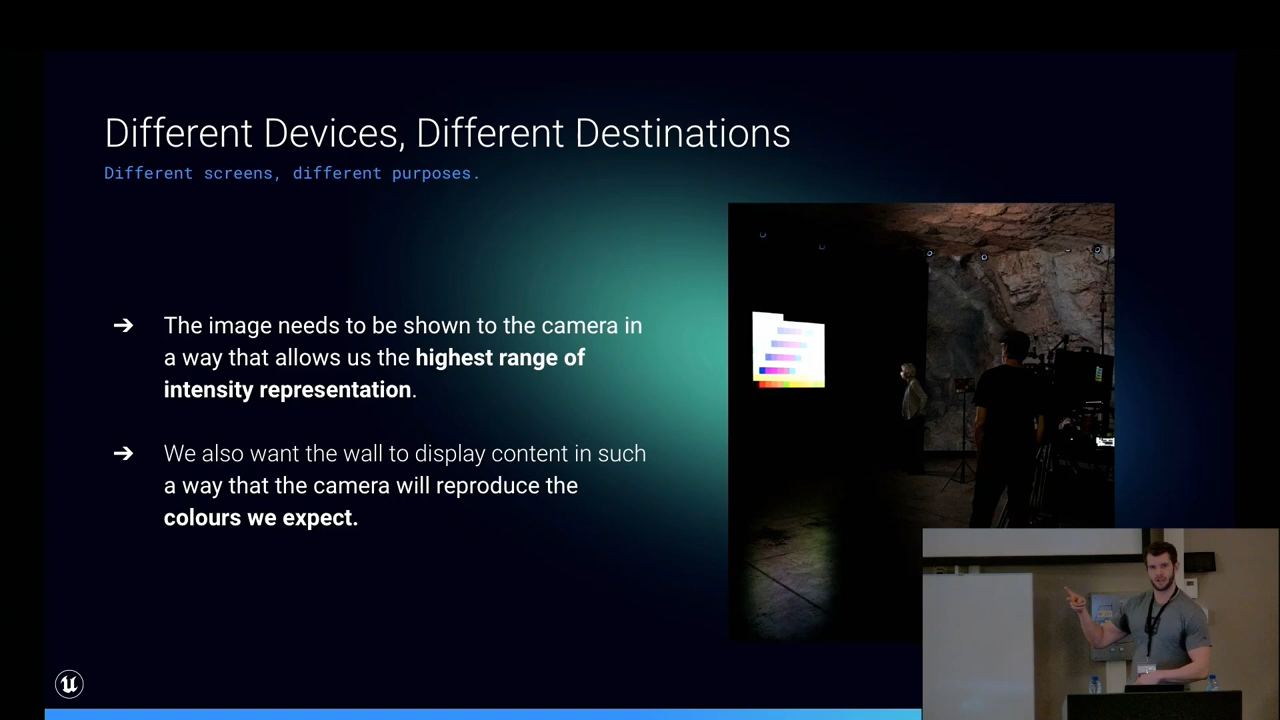 Different Devices, Different Destinations
Different screens, different purposes.
➔ The image needs to be shown to the camera in
a way that allows us the highest range of
intensity representation.
➔ We also want the wall to display content in such
a way that the camera will reproduce the
colours we expect.